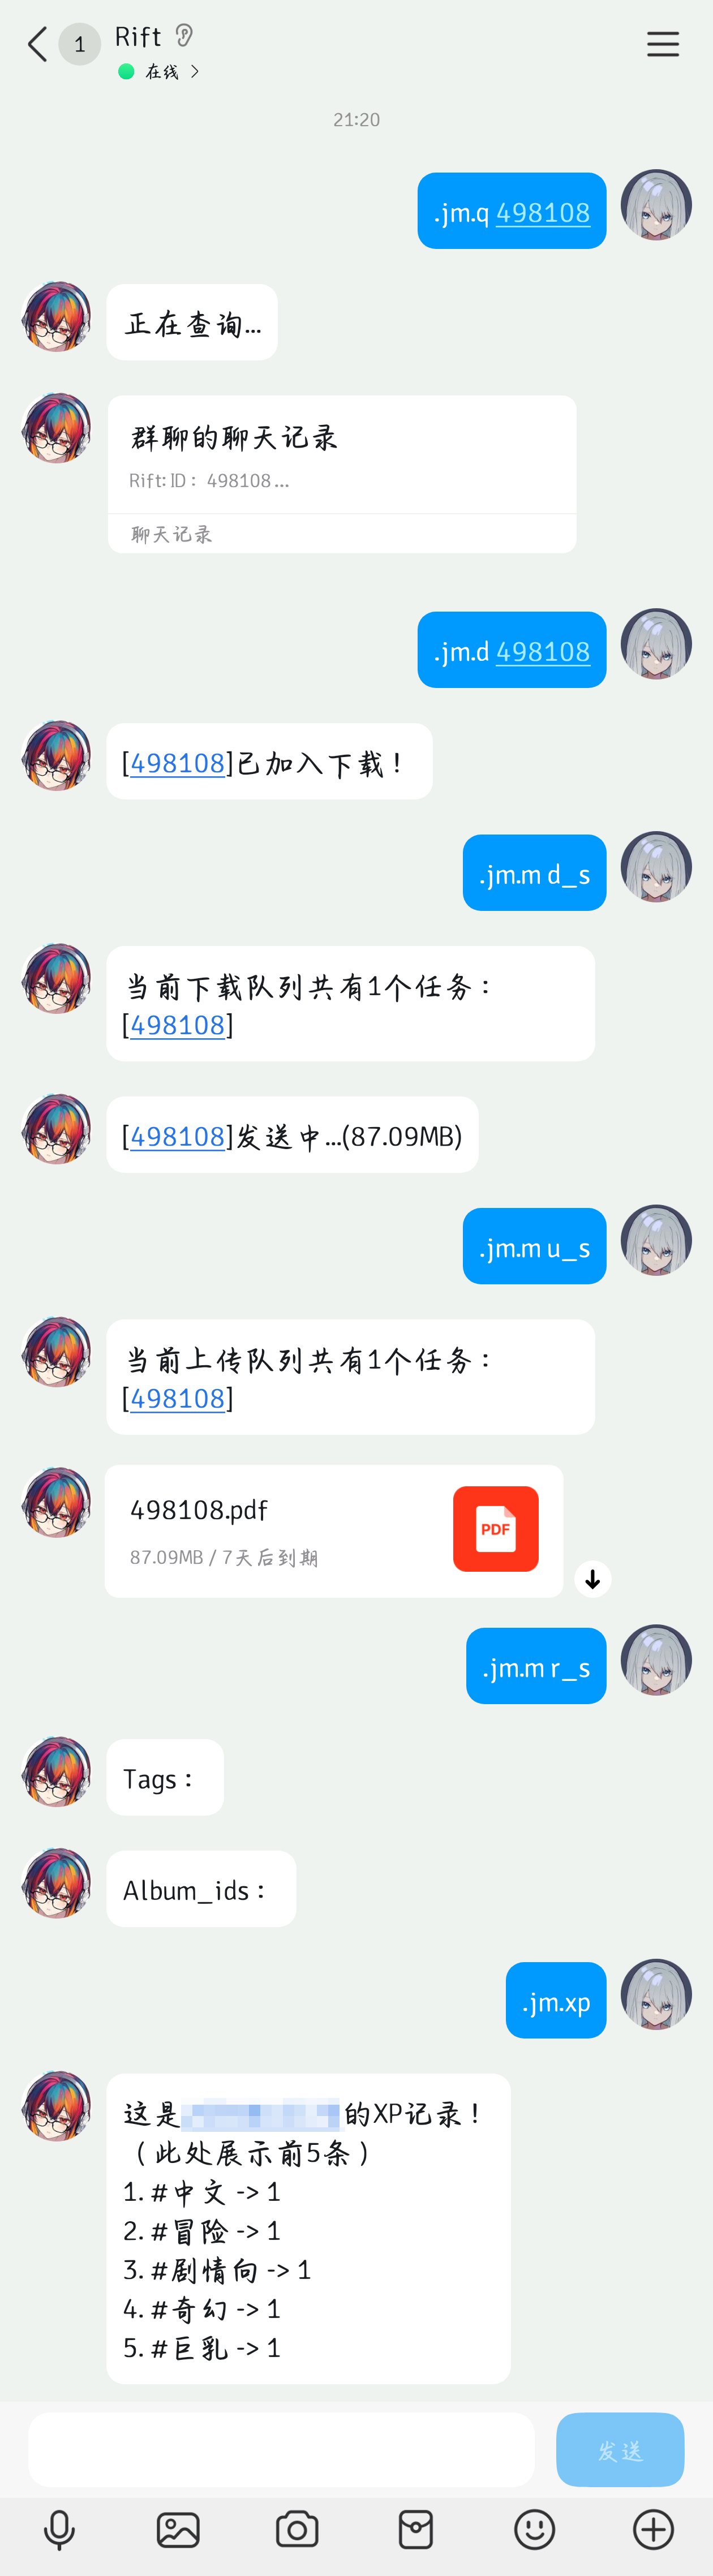 1
Rift
在线
21:20
.jm.q 498108
正在查询...
群聊的聊天记录
Rift: ID： 498108 ...
聊天记录
.jm.d 498108
[498108]已加入下载！
.jm.m d_s
当前下载队列共有1个任务：
[498108]
[498108]发送中...(87.09MB)
.jm.m u_s
当前上传队列共有1个任务：
[498108]
498108.pdf
PDF
87.09MB / 7天后到期
.jm.m r_s
Tags：
Album_ids：
.jm.xp
这是的XP记录！
（此处展示前5条）
1. #中文 -> 1
2. #冒险 -> 1
3. #剧情向 -> 1
4. #奇幻 -> 1
5. #巨乳 -> 1
发送